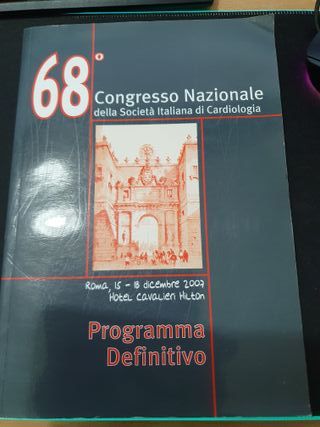 68°
Congresso Nazionale
della Società Italiana di Cardiologia
Roma, 15 - 18 dicembre 2007
Hotel Cavalieri Hilton
Programma
Definitivo